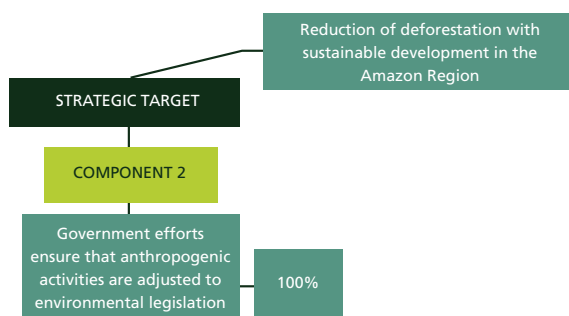 Reduction of deforestation with
sustainable development in the
Amazon Region
STRATEGIC TARGET
COMPONENT 2
Government efforts
ensure that anthropogenic
activities are adjusted to
environmental legislation
100%